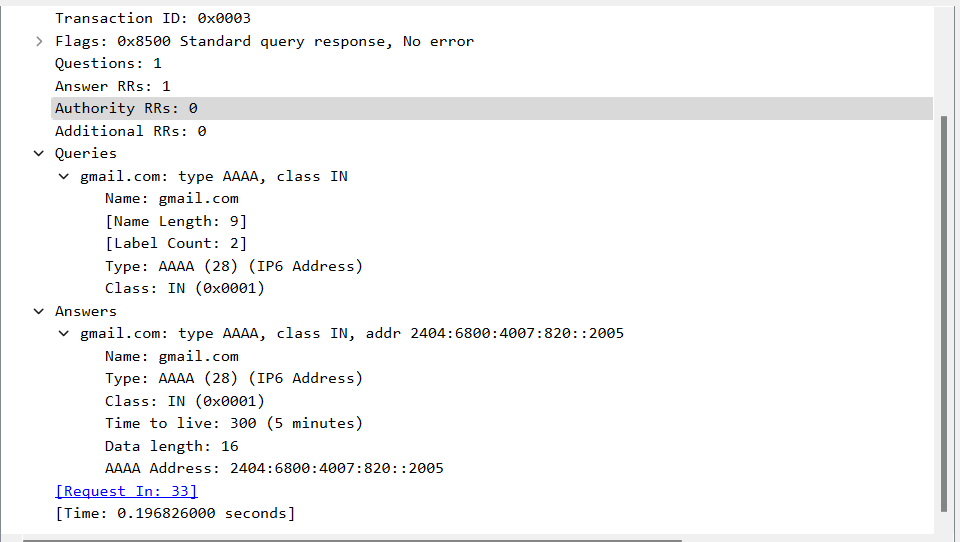 Transaction ID: 0x0003
Flags: 0x8500 Standard query response, No error
Questions: 1
Answer RRs: 1
Authority RRs: 0
Additional RRs: 0
Queries
gmail.com: type AAAA, class IN
Name: gmail.com
[Name Length: 9]
[Label Count: 2]
Type: AAAA (28) (IP6 Address)
Class: IN (0x0001)
Answers
gmail.com: type AAAA, class IN, addr 2404:6800:4007:820::2005
Name: gmail.com
Type: AAAA (28) (IP6 Address)
Class: IN (0x0001)
Time to live: 300 (5 minutes)
Data length: 16
AAAA Address: 2404:6800:4007:820::2005
[Request In: 33]
[Time: 0.196826000 seconds]